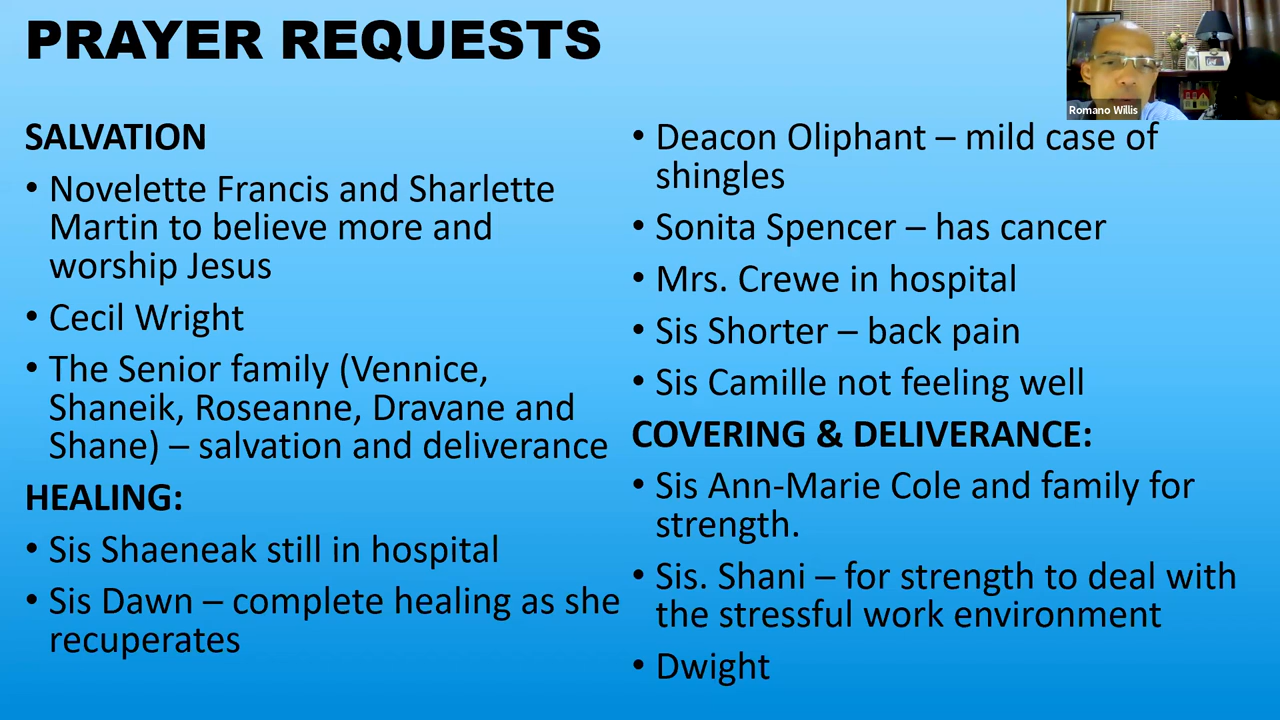 PRAYER REQUESTS
SALVATION
• Novelette Francis and Sharlette
Martin to believe more and
worship Jesus
• Cecil Wright
• The Senior family (Vennice,
Shaneik, Roseanne, Dravane and
Shane) – salvation and deliverance
HEALING:
• Sis Shaeneak still in hospital
• Sis Dawn – complete healing as she
recuperates
• Deacon Oliphant – mild case of
shingles
• Sonita Spencer – has cancer
• Mrs. Crewe in hospital
• Sis Shorter – back pain
• Sis Camille not feeling well
COVERING & DELIVERANCE:
• Sis Ann-Marie Cole and family for
strength.
• Sis. Shani – for strength to deal with
the stressful work environment
• Dwight
Romano Willis